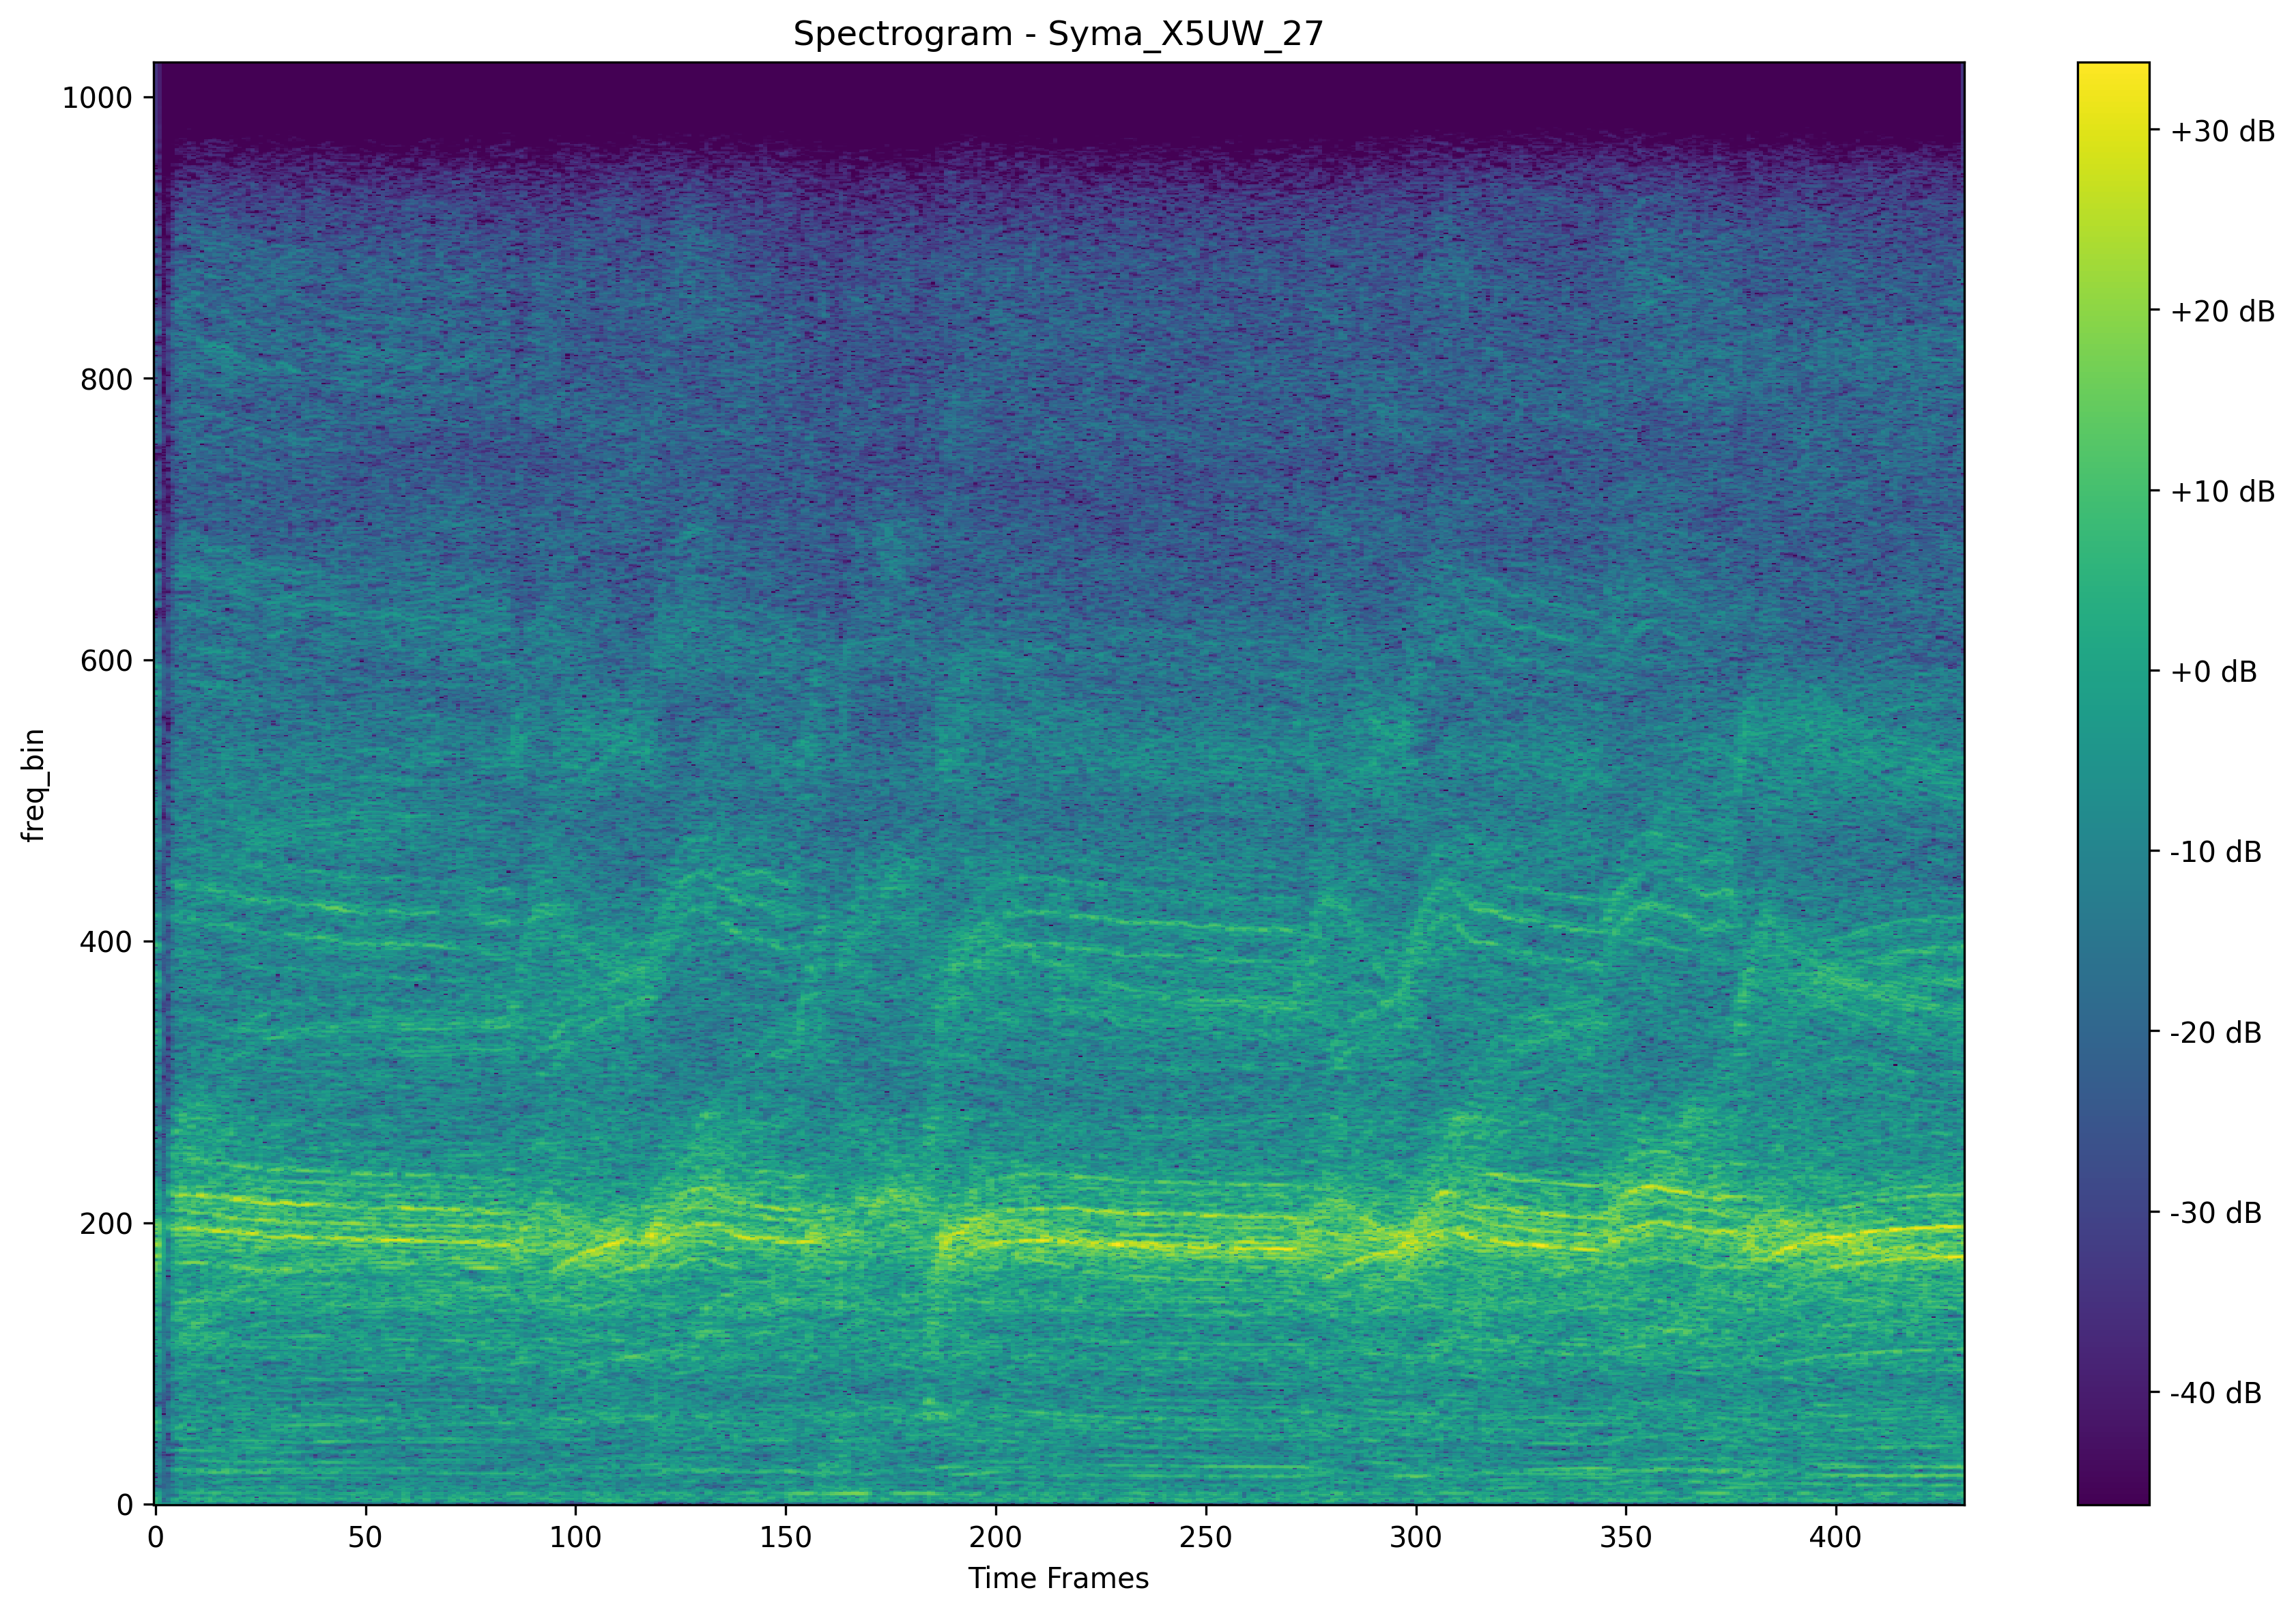 Spectrogram - Syma_X5UW_27
1000
800
600
400
200
0
freq_bin
0 50 100 150 200 250 300 350 400
Time Frames
+30 dB
+20 dB
+10 dB
+0 dB
-10 dB
-20 dB
-30 dB
-40 dB